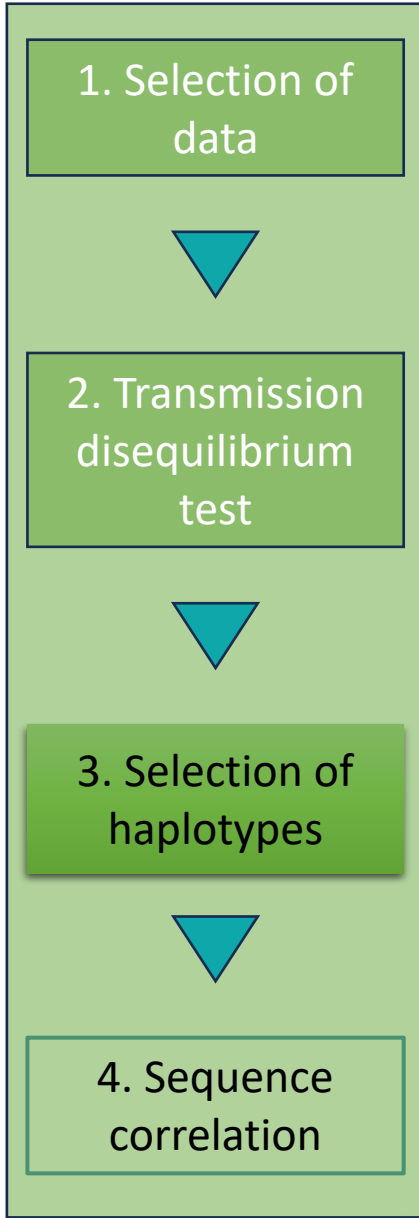 1. Selection of
data
2. Transmission
disequilibrium
test
3. Selection of
haplotypes
4. Sequence
correlation